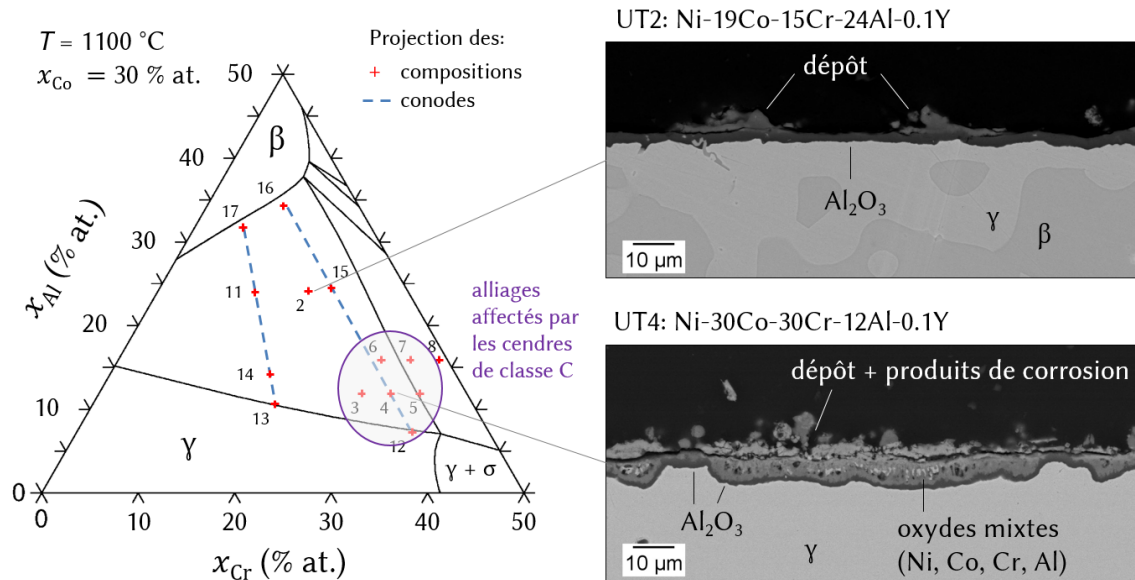 T = 1100 °C
x_Co = 30 % at.
Projection des:
compositions
conodes
50
40
30
20
10
0
x_Al (% at.)
β
16
17
15
11
2
14
13
6
7
8
3
4
5
12
γ
γ + σ
0
10
20
30
40
50
x_Cr (% at.)
alliages
affectés par
les cendres
de classe C
UT2: Ni-19Co-15Cr-24Al-0.1Y
dépôt
Al₂O₃
γ
β
10 µm
UT4: Ni-30Co-30Cr-12Al-0.1Y
dépôt + produits de corrosion
Al₂O₃
oxydes mixtes
(Ni, Co, Cr, Al)
γ
10 µm